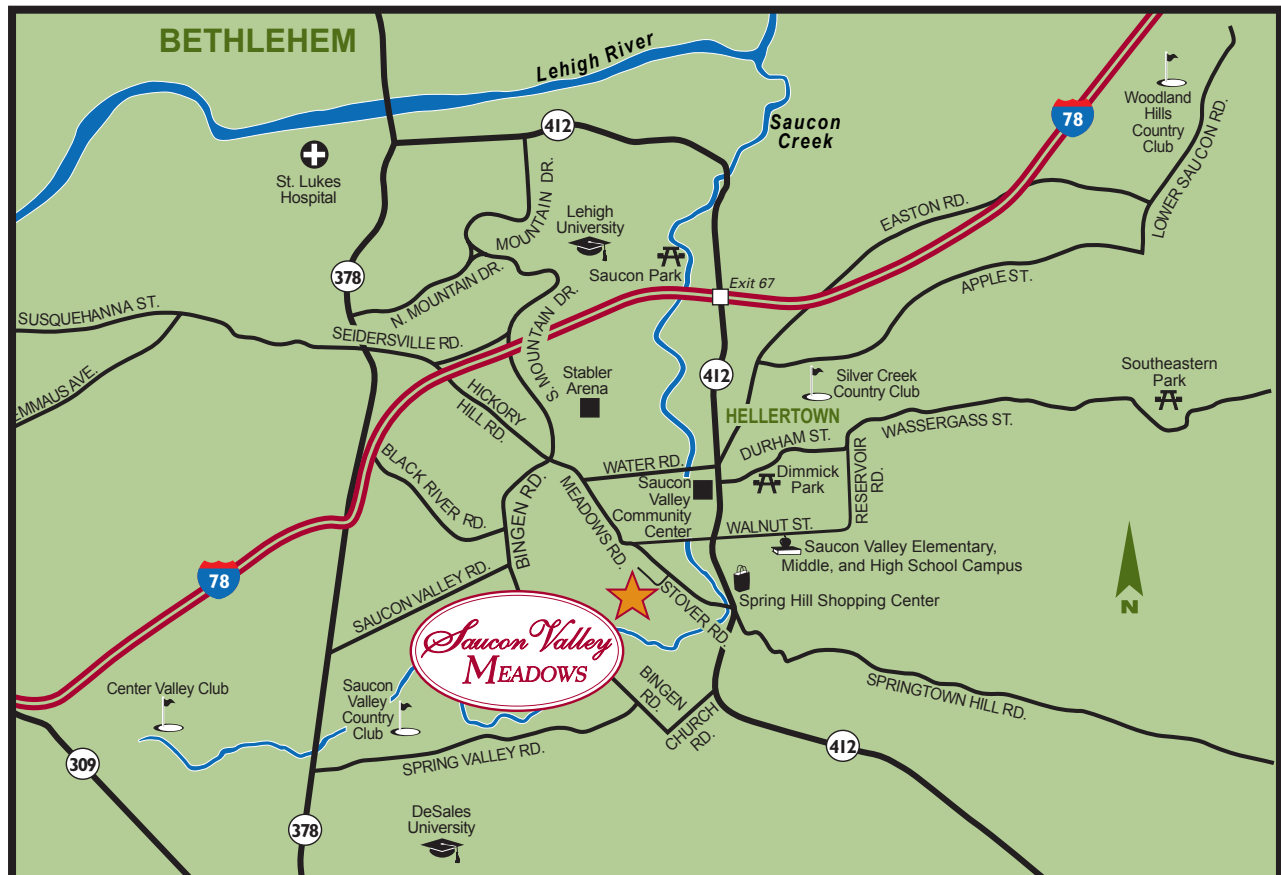 BETHLEHEM
Lehigh River
412
Saucon
Creek
78
Woodland
Hills
Country
Club
LOWER SAUCON RD.
St. Lukes
Hospital
MOUNTAIN DR.
Lehigh
University
EASTON RD.
378
N. MOUNTAIN DR.
Saucon Park
Exit 67
APPLE ST.
SUSQUEHANNA ST.
SEIDERSVILLE RD.
S. MOUNTAIN DR.
EMMAUS AVE.
HICKORY
HILL RD.
Stabler
Arena
412
Silver Creek
Country Club
Southeastern
Park
HELLERTOWN
DURHAM ST.
WASSERGASS ST.
BLACK RIVER RD.
BINGEN RD.
WATER RD.
MEADOWS RD.
Saucon
Valley
Community
Center
Dimmick
Park
RESERVOIR
RD.
WALNUT ST.
Saucon Valley Elementary,
Middle, and High School Campus
78
SAUCON VALLEY RD.
STOVER RD.
Spring Hill Shopping Center
N
Saucon Valley
MEADOWS
Center Valley Club
Saucon
Valley
Country
Club
BINGEN
RD.
CHURCH
RD.
SPRINGTOWN HILL RD.
309
SPRING VALLEY RD.
412
378
DeSales
University